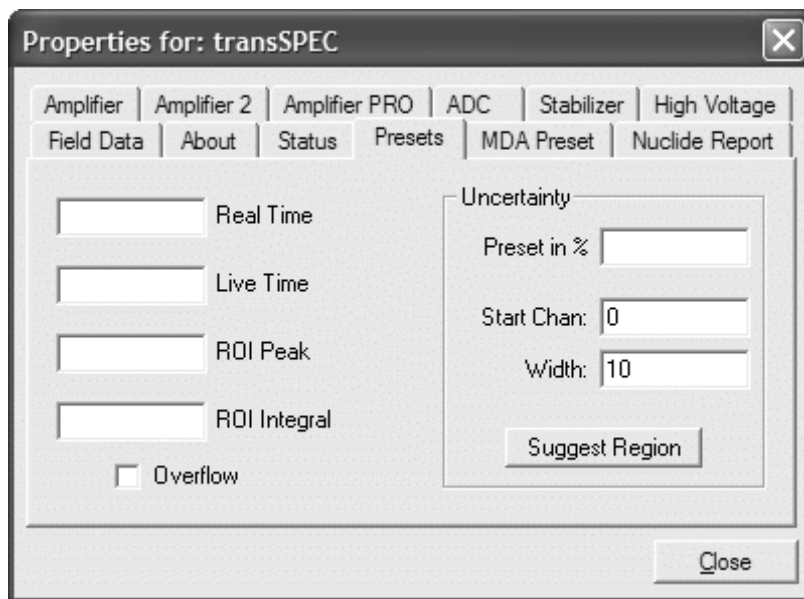 Properties for: transSPEC
Amplifier Amplifier 2 Amplifier PRO ADC Stabilizer High Voltage
Field Data About Status Presets MDA Preset Nuclide Report
Real Time
Live Time
ROI Peak
ROI Integral
Overflow
Uncertainty
Preset in %
Start Chan: 0
Width: 10
Suggest Region
Close